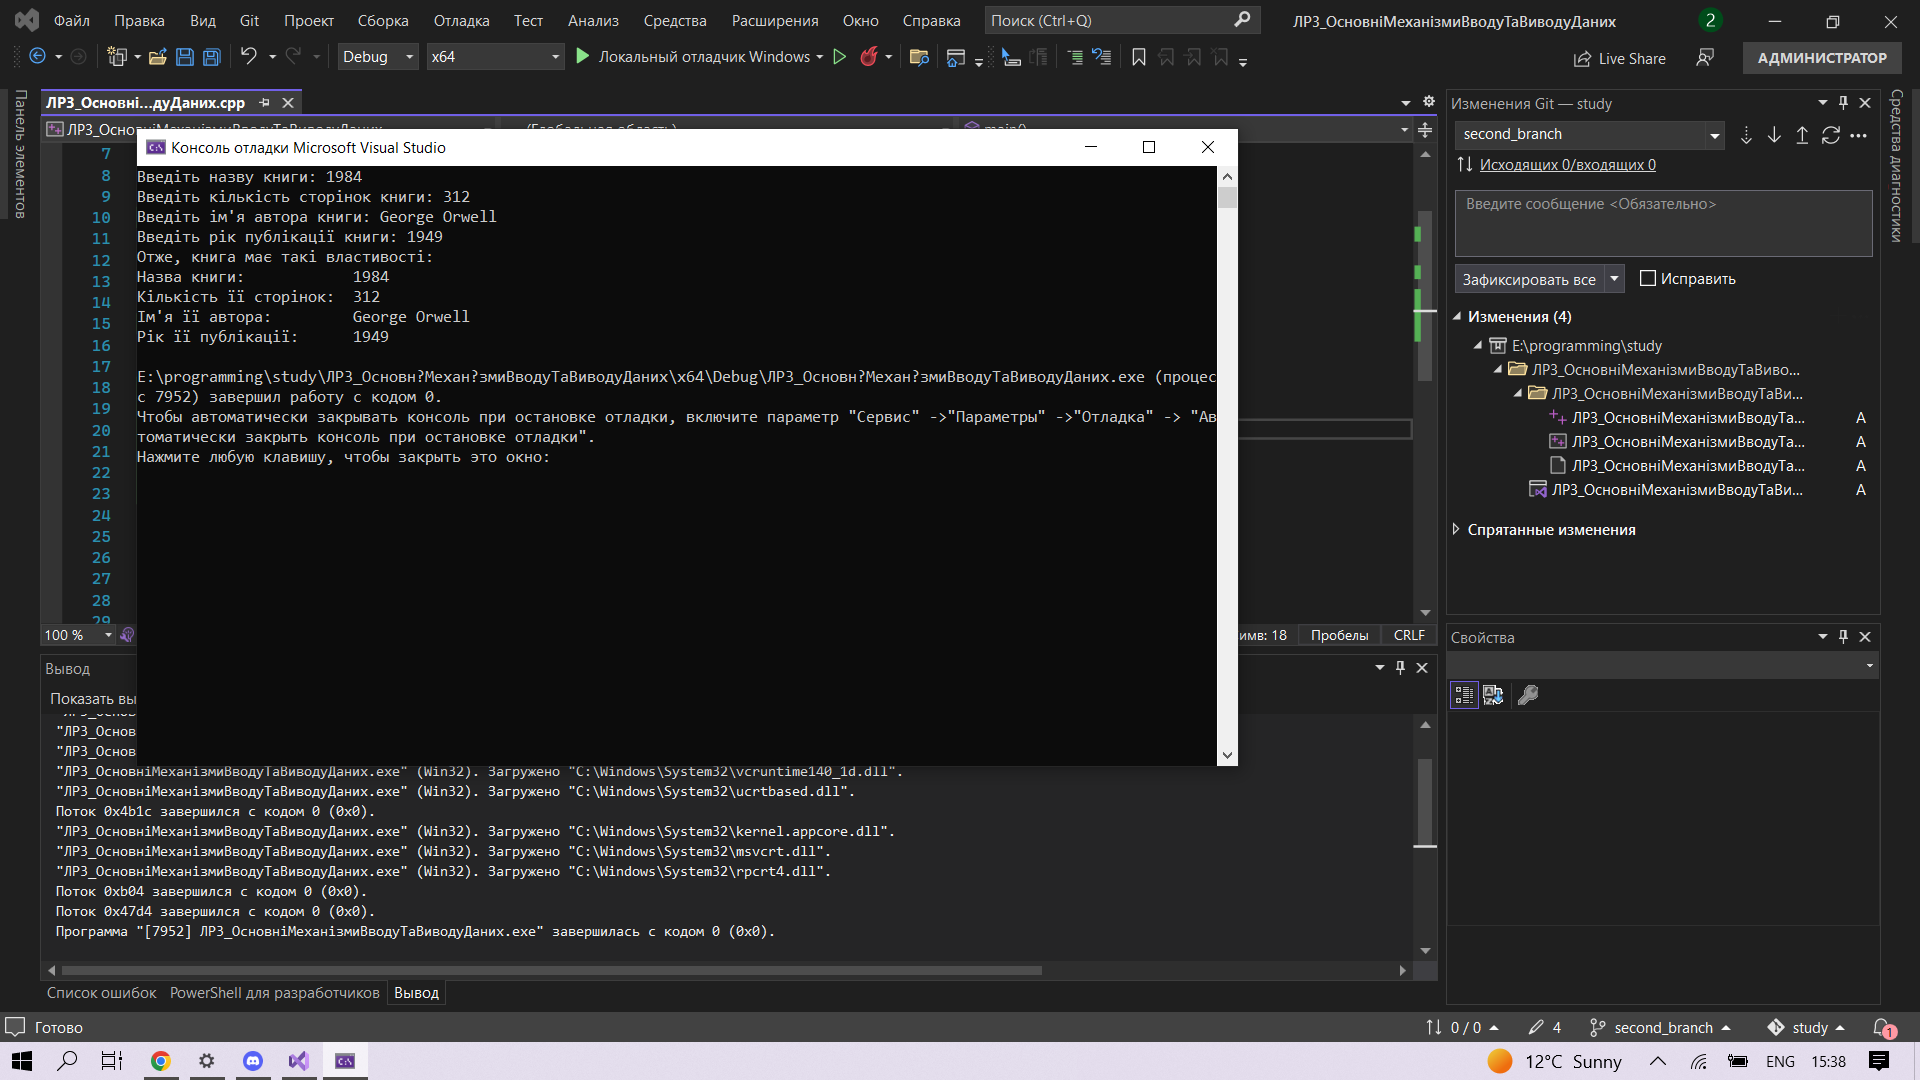 Файл Правка Вид Git Проект Сборка Отладка Тест Анализ Средства Расширения Окно Справка Поиск (Ctrl+Q) ЛР3_ОсновніМеханізмиВводуТаВиводуДаних 2
Debug x64 Локальный отладчик Windows Live Share АДМИНИСТРАТОР
Панель элементов
ЛР3_Основні...дуДаних.cpp
Консоль отладки Microsoft Visual Studio
7
8
9
10
11
12
13
14
15
16
17
18
19
20
21
22
23
24
25
26
27
28
29
Введіть назву книги: 1984
Введіть кількість сторінок книги: 312
Введіть ім'я автора книги: George Orwell
Введіть рік публікації книги: 1949
Отже, книга має такі властивості:
Назва книги: 1984
Кількість її сторінок: 312
Ім'я її автора: George Orwell
Рік її публікації: 1949
E:\programming\study\ЛР3_Основн?Механ?змиВводуТаВиводуДаних\x64\Debug\ЛР3_Основн?Механ?змиВводуТаВиводуДаних.exe (процес
с 7952) завершил работу с кодом 0.
Чтобы автоматически закрывать консоль при остановке отладки, включите параметр "Сервис" ->"Параметры" ->"Отладка" -> "Ав
томатически закрыть консоль при остановке отладки".
Нажмите любую клавишу, чтобы закрыть это окно:
100 % имв: 18 Пробелы CRLF
Вывод
Показать вы
"ЛР3_Основ
"ЛР3_Основ
"ЛР3_ОсновніМеханізмиВводуТаВиводуДаних.exe" (Win32). Загружено "C:\Windows\System32\vcruntime140_1d.dll".
"ЛР3_ОсновніМеханізмиВводуТаВиводуДаних.exe" (Win32). Загружено "C:\Windows\System32\ucrtbased.dll".
Поток 0x4b1c завершился с кодом 0 (0x0).
"ЛР3_ОсновніМеханізмиВводуТаВиводуДаних.exe" (Win32). Загружено "C:\Windows\System32\kernel.appcore.dll".
"ЛР3_ОсновніМеханізмиВводуТаВиводуДаних.exe" (Win32). Загружено "C:\Windows\System32\msvcrt.dll".
"ЛР3_ОсновніМеханізмиВводуТаВиводуДаних.exe" (Win32). Загружено "C:\Windows\System32\rpcrt4.dll".
Поток 0xb04 завершился с кодом 0 (0x0).
Поток 0x47d4 завершился с кодом 0 (0x0).
Программа "[7952] ЛР3_ОсновніМеханізмиВводуТаВиводуДаних.exe" завершилась с кодом 0 (0x0).
Список ошибок PowerShell для разработчиков Вывод
Изменения Git — study
second_branch
Исходящих 0/входящих 0
Введите сообщение <Обязательно>
Зафиксировать все Исправить
Изменения (4)
E:\programming\study
ЛР3_ОсновніМеханізмиВводуТаВиво...
ЛР3_ОсновніМеханізмиВводуТаВи...
ЛР3_ОсновніМеханізмиВводуТа... A
ЛР3_ОсновніМеханізмиВводуТа... A
ЛР3_ОсновніМеханізмиВводуТа... A
ЛР3_ОсновніМеханізмиВводуТаВи... A
Спрятанные изменения
Свойства
Средства диагностики
Готово 0 / 0 4 second_branch study 1
12°C Sunny ENG 15:38